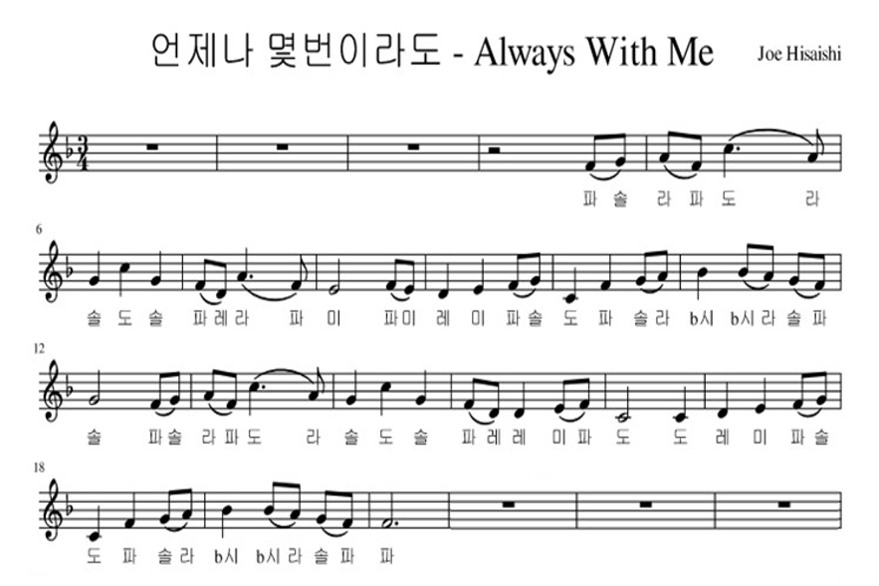 언제나 몇번이라도 - Always With Me
Joe Hisaishi
3
4
파 솔 라 파 도 라
6
솔 도 솔 파 레 라 파 미 파 미 레 미 파 솔 도 파 솔 라 b시 b시 라 솔 파
12
솔 파 솔 라 파 도 라 솔 도 솔 파 레 레 미 파 도 도 레 미 파 솔
18
도 파 솔 라 b시 b시 라 솔 파 파